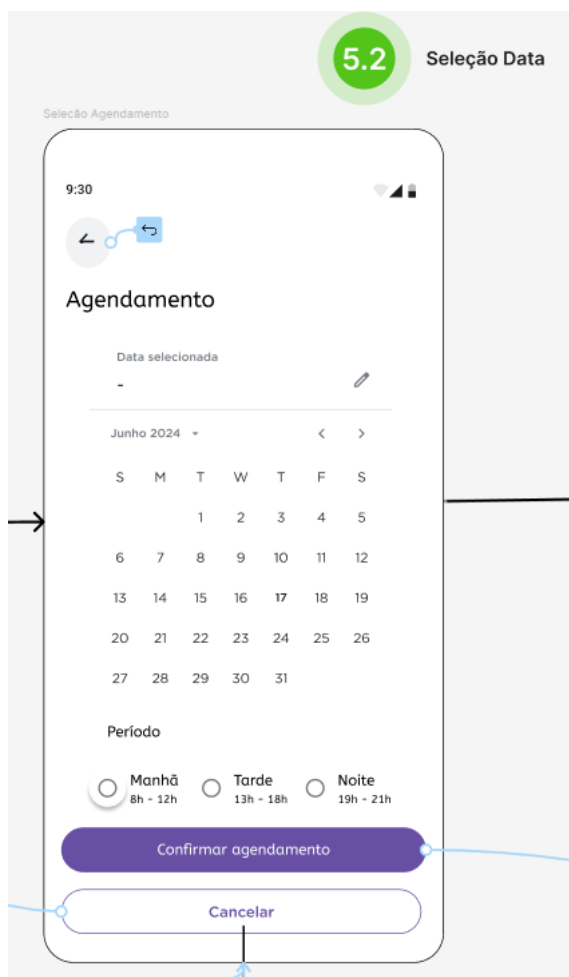 5.2 Seleção Data
Selecão Agendamento
9:30
Agendamento
Data selecionada
-
Junho 2024
S M T W T F S
1 2 3 4 5
6 7 8 9 10 11 12
13 14 15 16 17 18 19
20 21 22 23 24 25 26
27 28 29 30 31
Período
Manhã Tarde Noite
8h - 12h 13h - 18h 19h - 21h
Confirmar agendamento
Cancelar